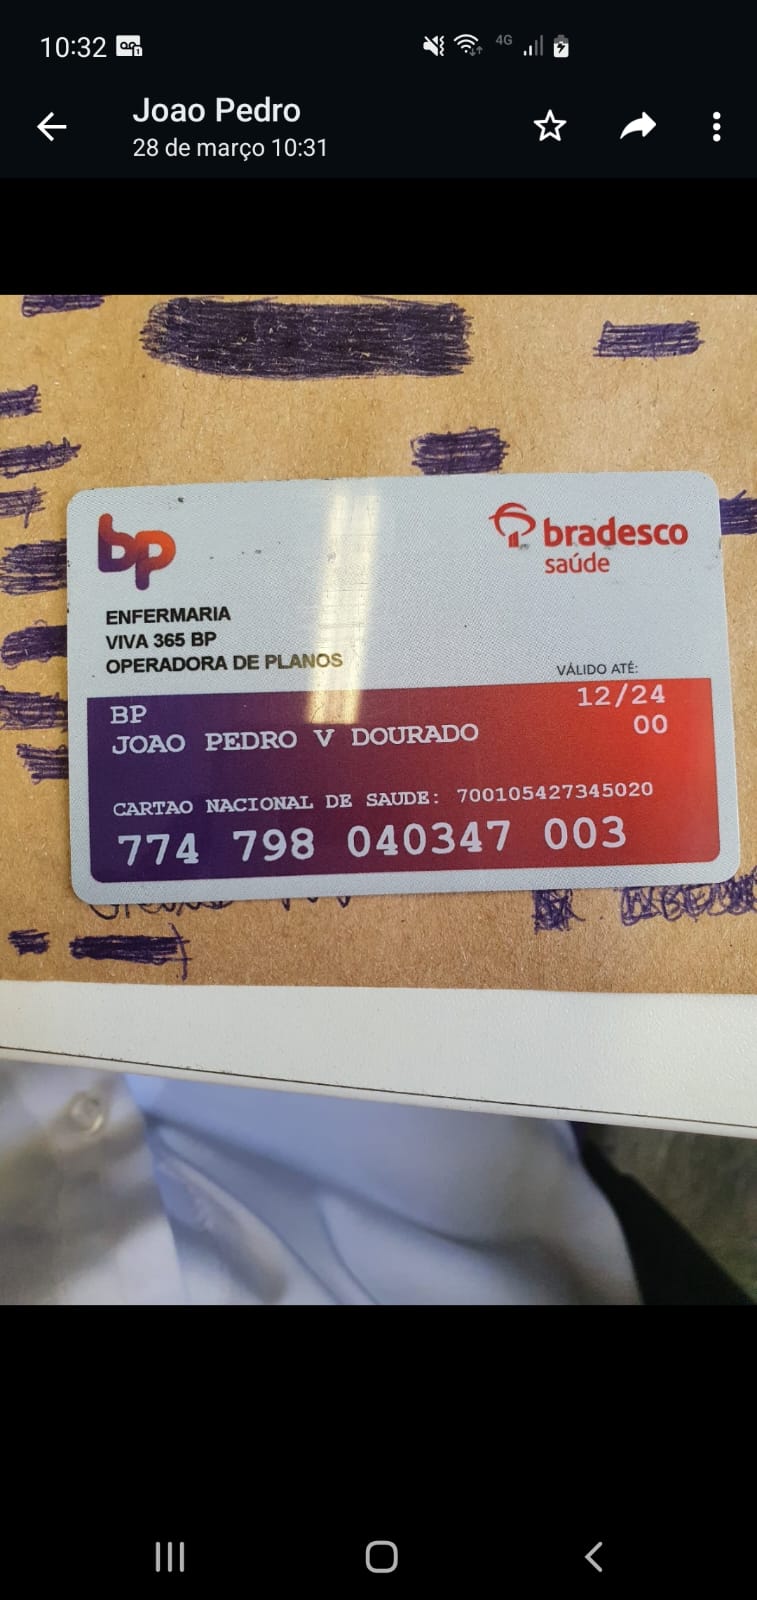 10:32
4G
Joao Pedro
28 de março 10:31
bp
bradesco
saúde
ENFERMARIA
VIVA 365 BP
OPERADORA DE PLANOS
VÁLIDO ATÉ:
12/24
BP
00
JOAO PEDRO V DOURADO
CARTAO NACIONAL DE SAUDE: 700105427345020
774 798 040347 003